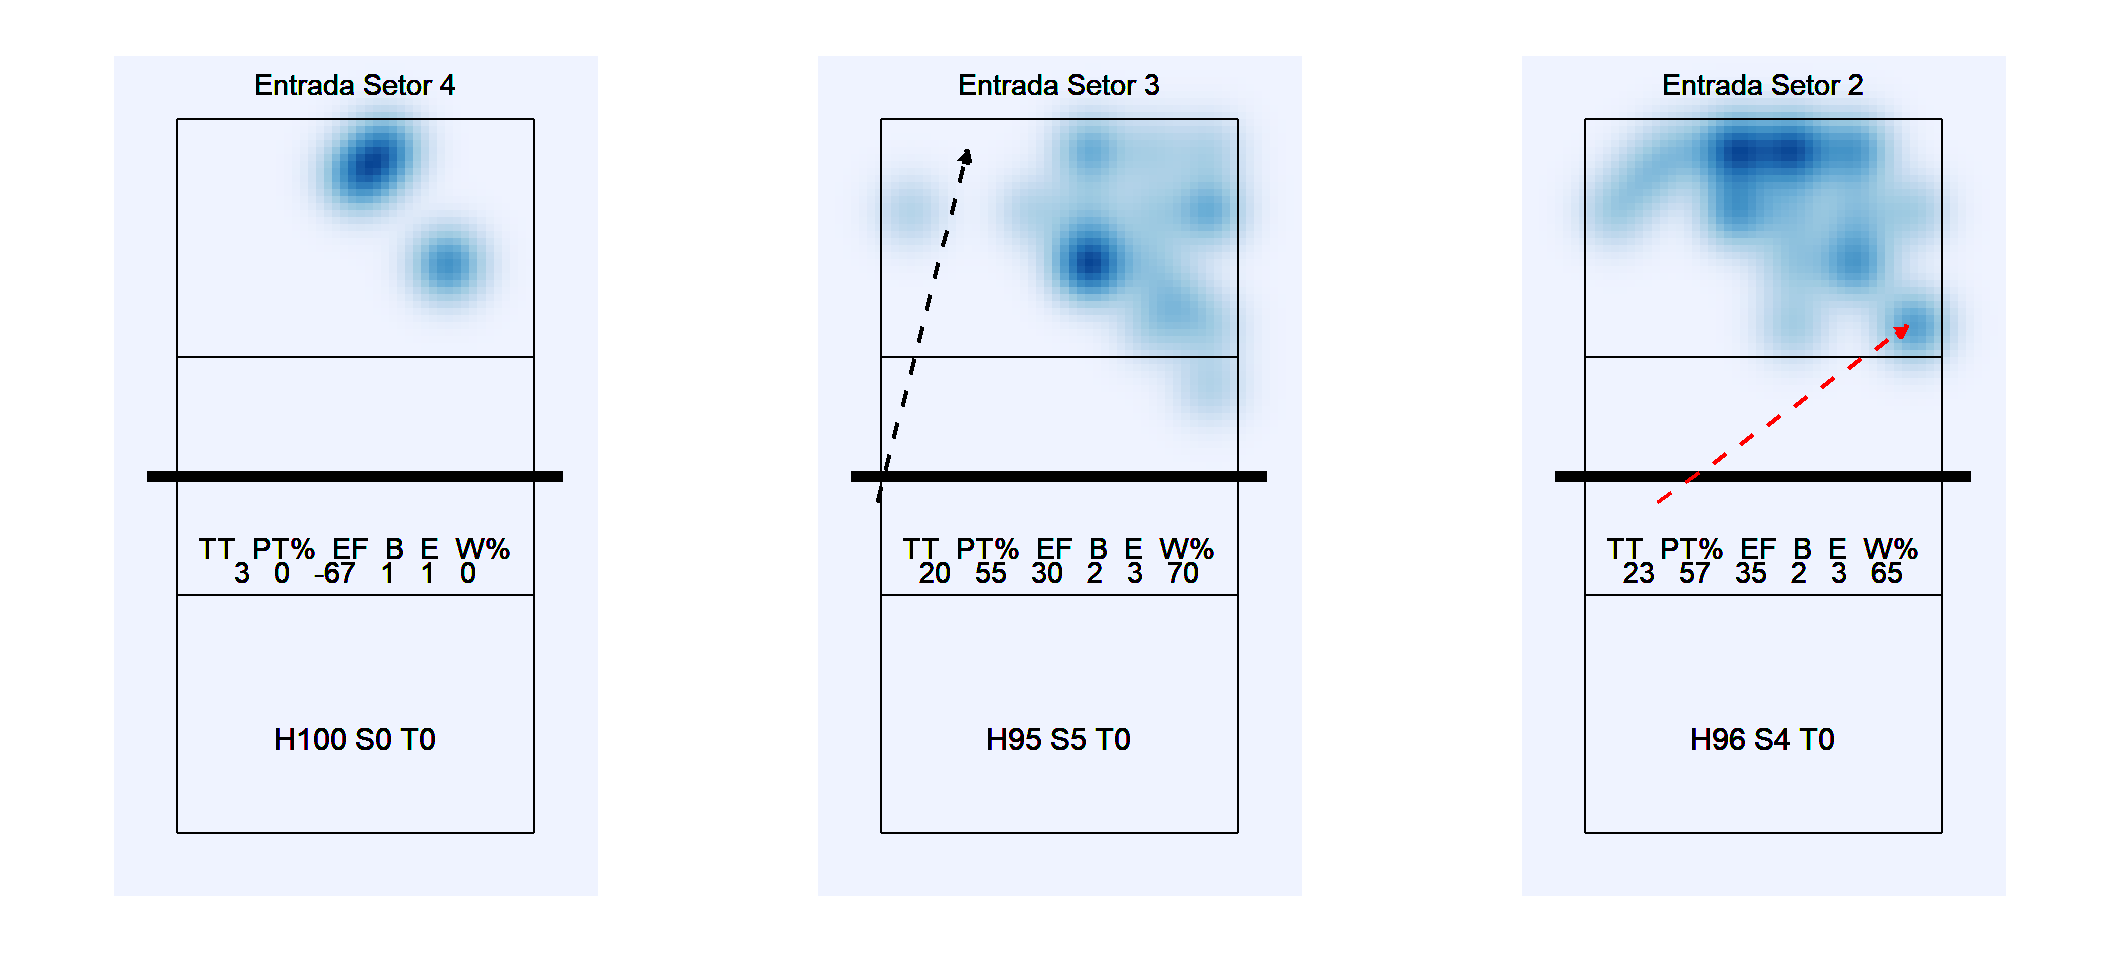 Entrada Setor 4
TT PT% EF B E W%
3 0 -67 1 1 0
H100 S0 T0
Entrada Setor 3
TT PT% EF B E W%
20 55 30 2 3 70
H95 S5 T0
Entrada Setor 2
TT PT% EF B E W%
23 57 35 2 3 65
H96 S4 T0